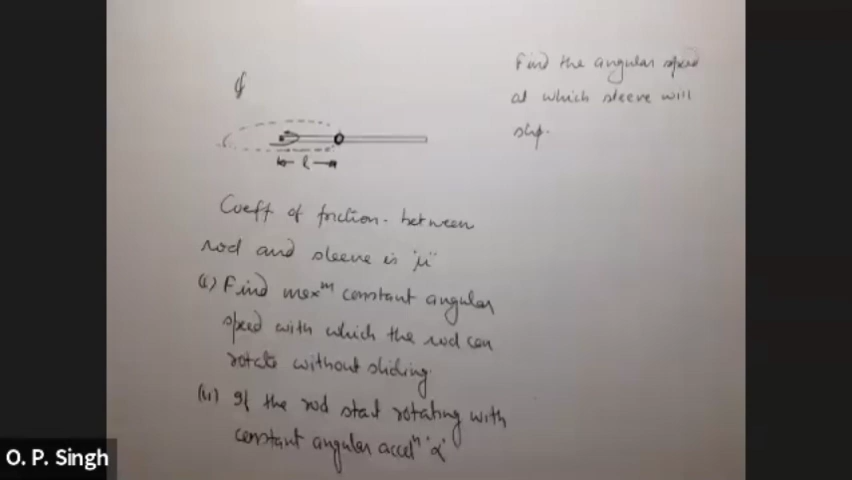 Find the angular speed
at which sleeve will
slip.
l
Coeff of friction. between
rod and sleeve is "μ"
(i) Find maxᵐ constant angular
speed with which the rod can
rotate without sliding.
(ii) If the rod start rotating with
constant angular accelⁿ 'α'
O. P. Singh